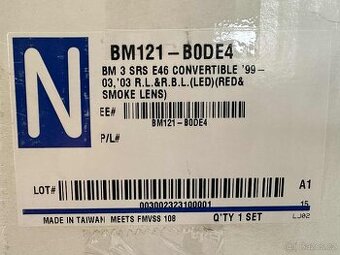 N
BM121-B0DE4
BM 3 SRS E46 CONVERTIBLE '99-
03,'03 R.L.&R.B.L.(LED)(RED&
SMOKE LENS)
EE#
BM121-B0DE4
P/L#
LOT#
A1
003002323100001
15
MADE IN TAIWAN MEETS FMVSS 108
Q'TY 1 SET
LJ02